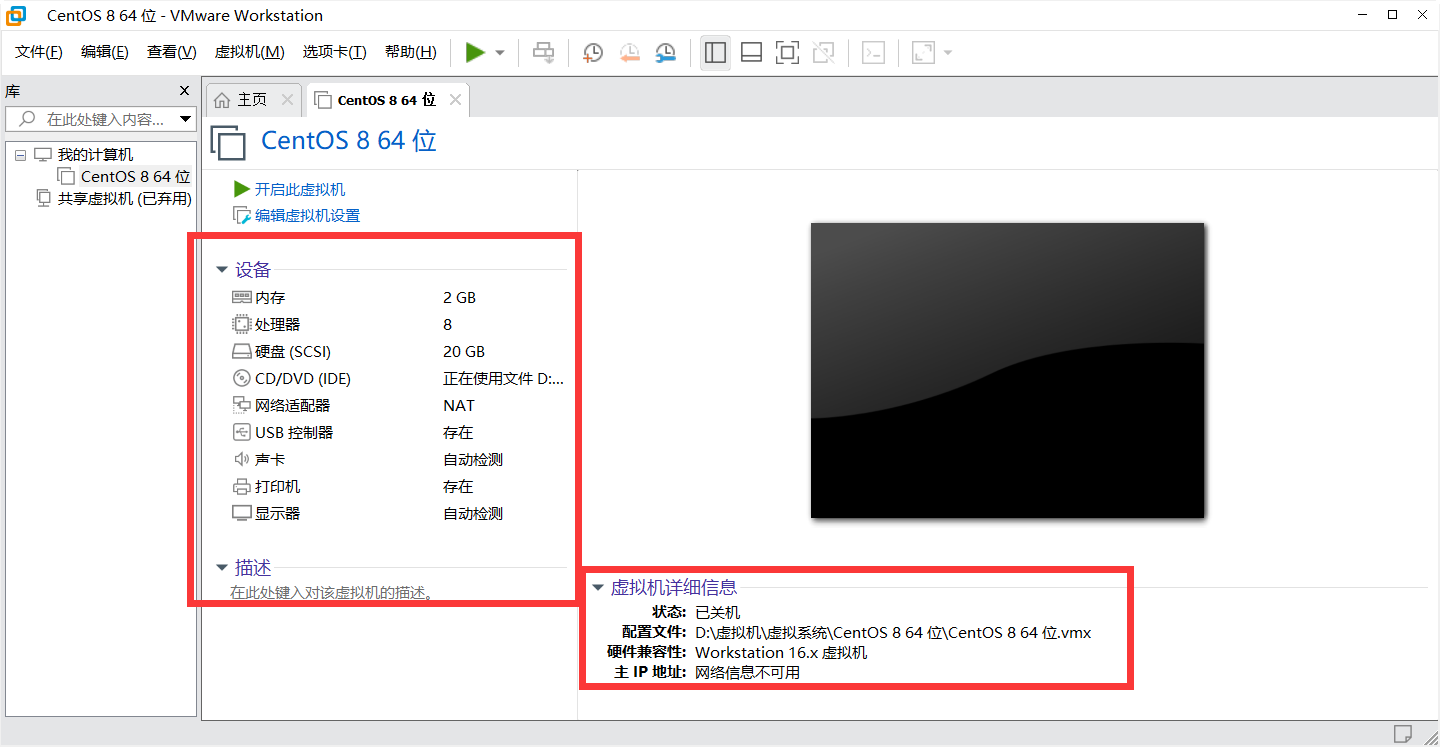 CentOS 8 64 位 - VMware Workstation
文件(F) 编辑(E) 查看(V) 虚拟机(M) 选项卡(T) 帮助(H)
库
在此处键入内容...
我的计算机
CentOS 8 64 位
共享虚拟机 (已弃用)
主页
CentOS 8 64 位
CentOS 8 64 位
开启此虚拟机
编辑虚拟机设置
设备
内存 2 GB
处理器 8
硬盘 (SCSI) 20 GB
CD/DVD (IDE) 正在使用文件 D:...
网络适配器 NAT
USB 控制器 存在
声卡 自动检测
打印机 存在
显示器 自动检测
描述
在此处键入对该虚拟机的描述。
虚拟机详细信息
状态: 已关机
配置文件: D:\虚拟机\虚拟系统\CentOS 8 64 位\CentOS 8 64 位.vmx
硬件兼容性: Workstation 16.x 虚拟机
主 IP 地址: 网络信息不可用